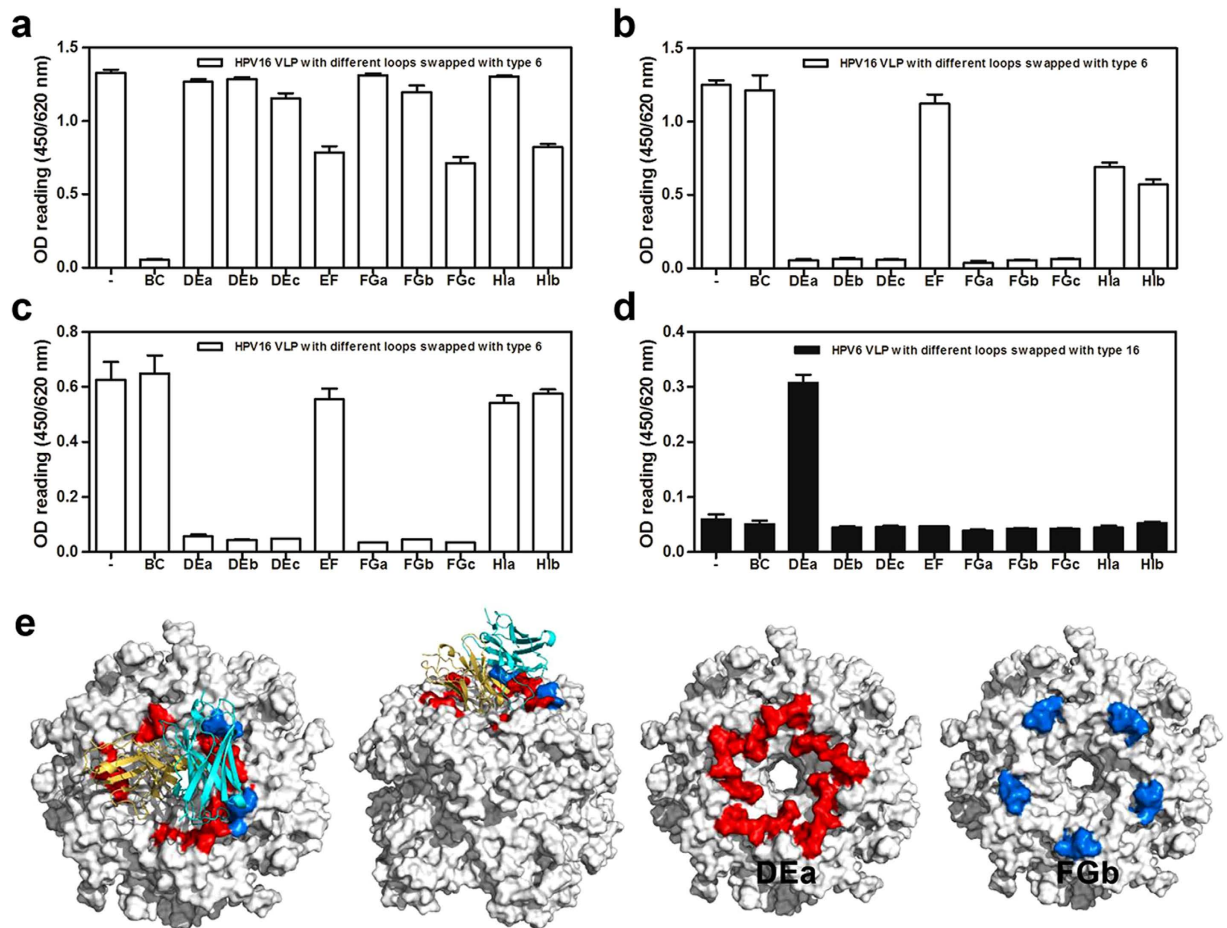 a
HPV16 VLP with different loops swapped with type 6
OD reading (450/620 nm)
1.5
1.0
0.5
0.0
- BC DEa DEb DEc EF FGa FGb FGc HIa HIb
b
HPV16 VLP with different loops swapped with type 6
OD reading (450/620 nm)
1.5
1.0
0.5
0.0
- BC DEa DEb DEc EF FGa FGb FGc HIa HIb
c
HPV16 VLP with different loops swapped with type 6
OD reading (450/620 nm)
0.8
0.6
0.4
0.2
0.0
- BC DEa DEb DEc EF FGa FGb FGc HIa HIb
d
HPV6 VLP with different loops swapped with type 16
OD reading (450/620 nm)
0.4
0.3
0.2
0.1
0.0
- BC DEa DEb DEc EF FGa FGb FGc HIa HIb
e
DEa
FGb